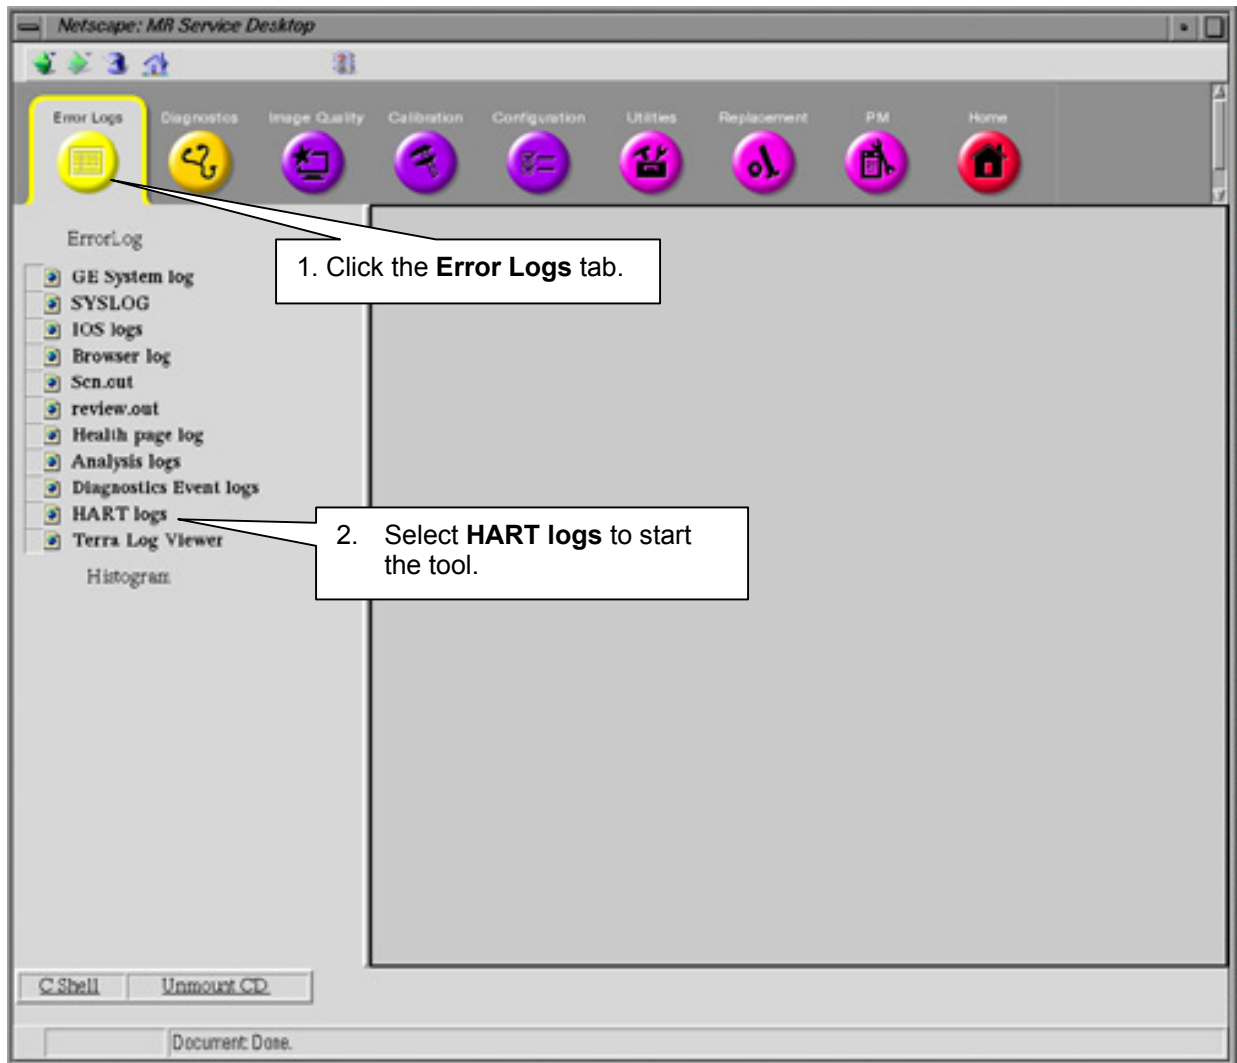 Netscape: MR Service Desktop
Error Logs Diagnostics Image Quality Calibration Configuration Utilities Replacement PM Home
1. Click the Error Logs tab.
ErrorLog
GE System log
SYSLOG
IOS logs
Browser log
Scn.out
review.out
Health page log
Analysis logs
Diagnostics Event logs
HART logs
Terra Log Viewer
2. Select HART logs to start
the tool.
Histogram
C Shell Unmount CD
Document: Done.